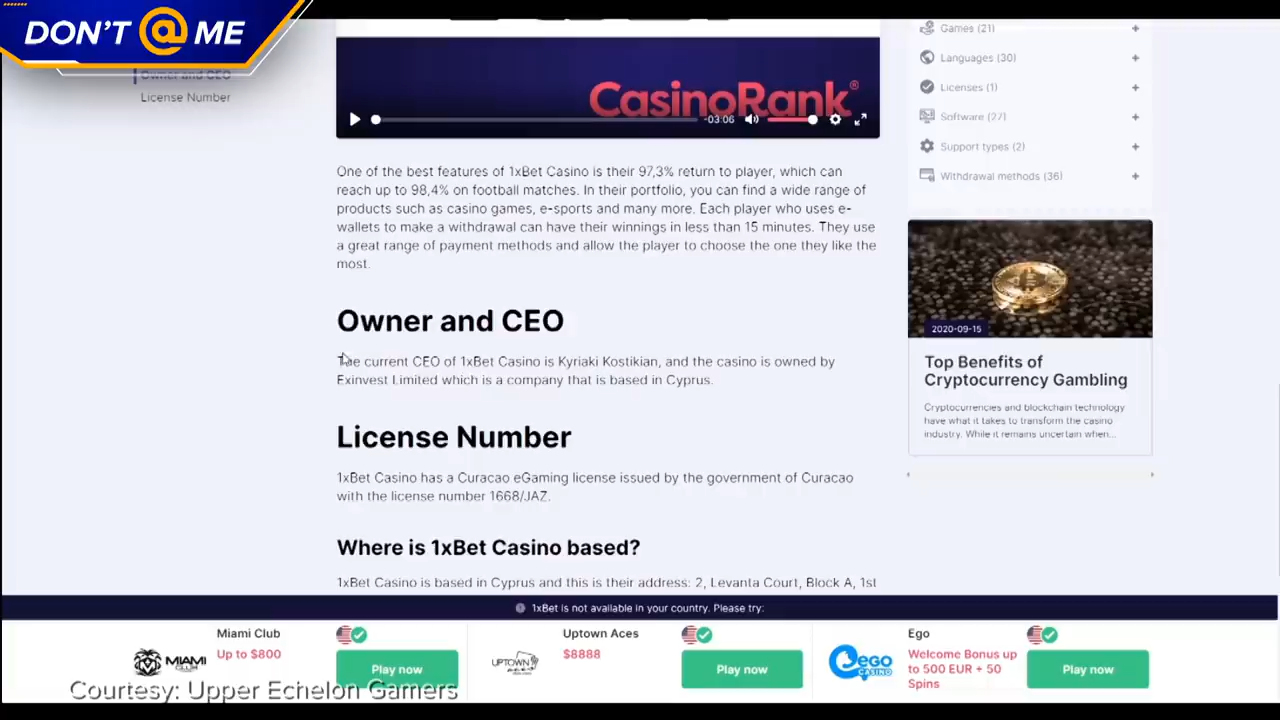 DON'T @ ME
Owner and CEO
License Number
CasinoRank®
-03:06
One of the best features of 1xBet Casino is their 97,3% return to player, which can
reach up to 98,4% on football matches. In their portfolio, you can find a wide range of
products such as casino games, e-sports and many more. Each player who uses e-
wallets to make a withdrawal can have their winnings in less than 15 minutes. They use
a great range of payment methods and allow the player to choose the one they like the
most.
Owner and CEO
The current CEO of 1xBet Casino is Kyriaki Kostikian, and the casino is owned by
Exinvest Limited which is a company that is based in Cyprus.
License Number
1xBet Casino has a Curacao eGaming license issued by the government of Curacao
with the license number 1668/JAZ.
Where is 1xBet Casino based?
1xBet Casino is based in Cyprus and this is their address: 2, Levanta Court, Block A, 1st
Games (21) +
Languages (30) +
Licenses (1) +
Software (27) +
Support types (2) +
Withdrawal methods (36) +
2020-09-15
Top Benefits of
Cryptocurrency Gambling
Cryptocurrencies and blockchain technology
have what it takes to transform the casino
industry. While it remains uncertain when...
1xBet is not available in your country. Please try:
MIAMI
CLUB
Miami Club
Up to $800
Play now
UPTOWN
Uptown Aces
$8888
Play now
eGO
CASINO
Ego
Welcome Bonus up
to 500 EUR + 50
Spins
Play now
Courtesy: Upper Echelon Gamers